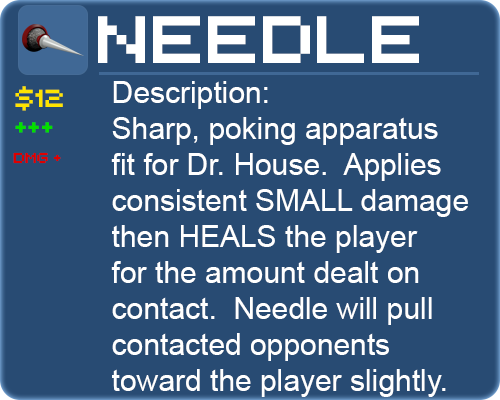 NEEDLE
$12
+++
DMG +
Description:
Sharp, poking apparatus
fit for Dr. House.  Applies
consistent SMALL damage
then HEALS the player
for the amount dealt on
contact.  Needle will pull
contacted opponents
toward the player slightly.